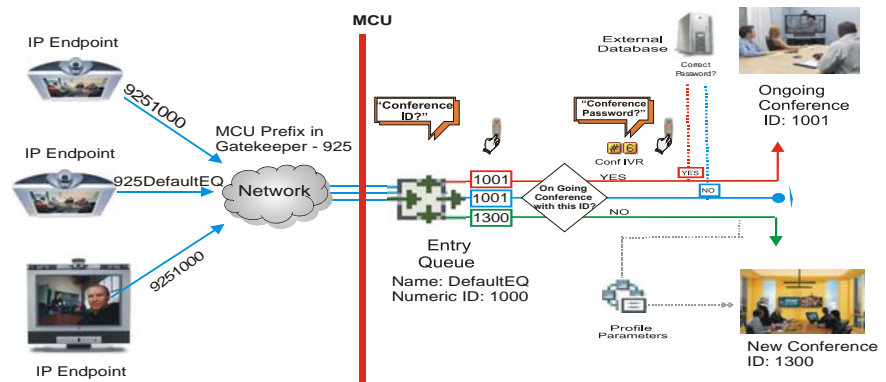 MCU
IP Endpoint
9251000
MCU Prefix in
Gatekeeper - 925
IP Endpoint
925DefaultEQ
Network
9251000
IP Endpoint
"Conference
ID?"
1001
1001
1300
Entry
Queue
Name: DefaultEQ
Numeric ID: 1000
"Conference
Password?"
# 6
Conf IVR
On Going
Conference
with this ID?
YES
NO
External
Database
Correct
Password?
YES
NO
Ongoing
Conference
ID: 1001
Profile
Parameters
New Conference
ID: 1300